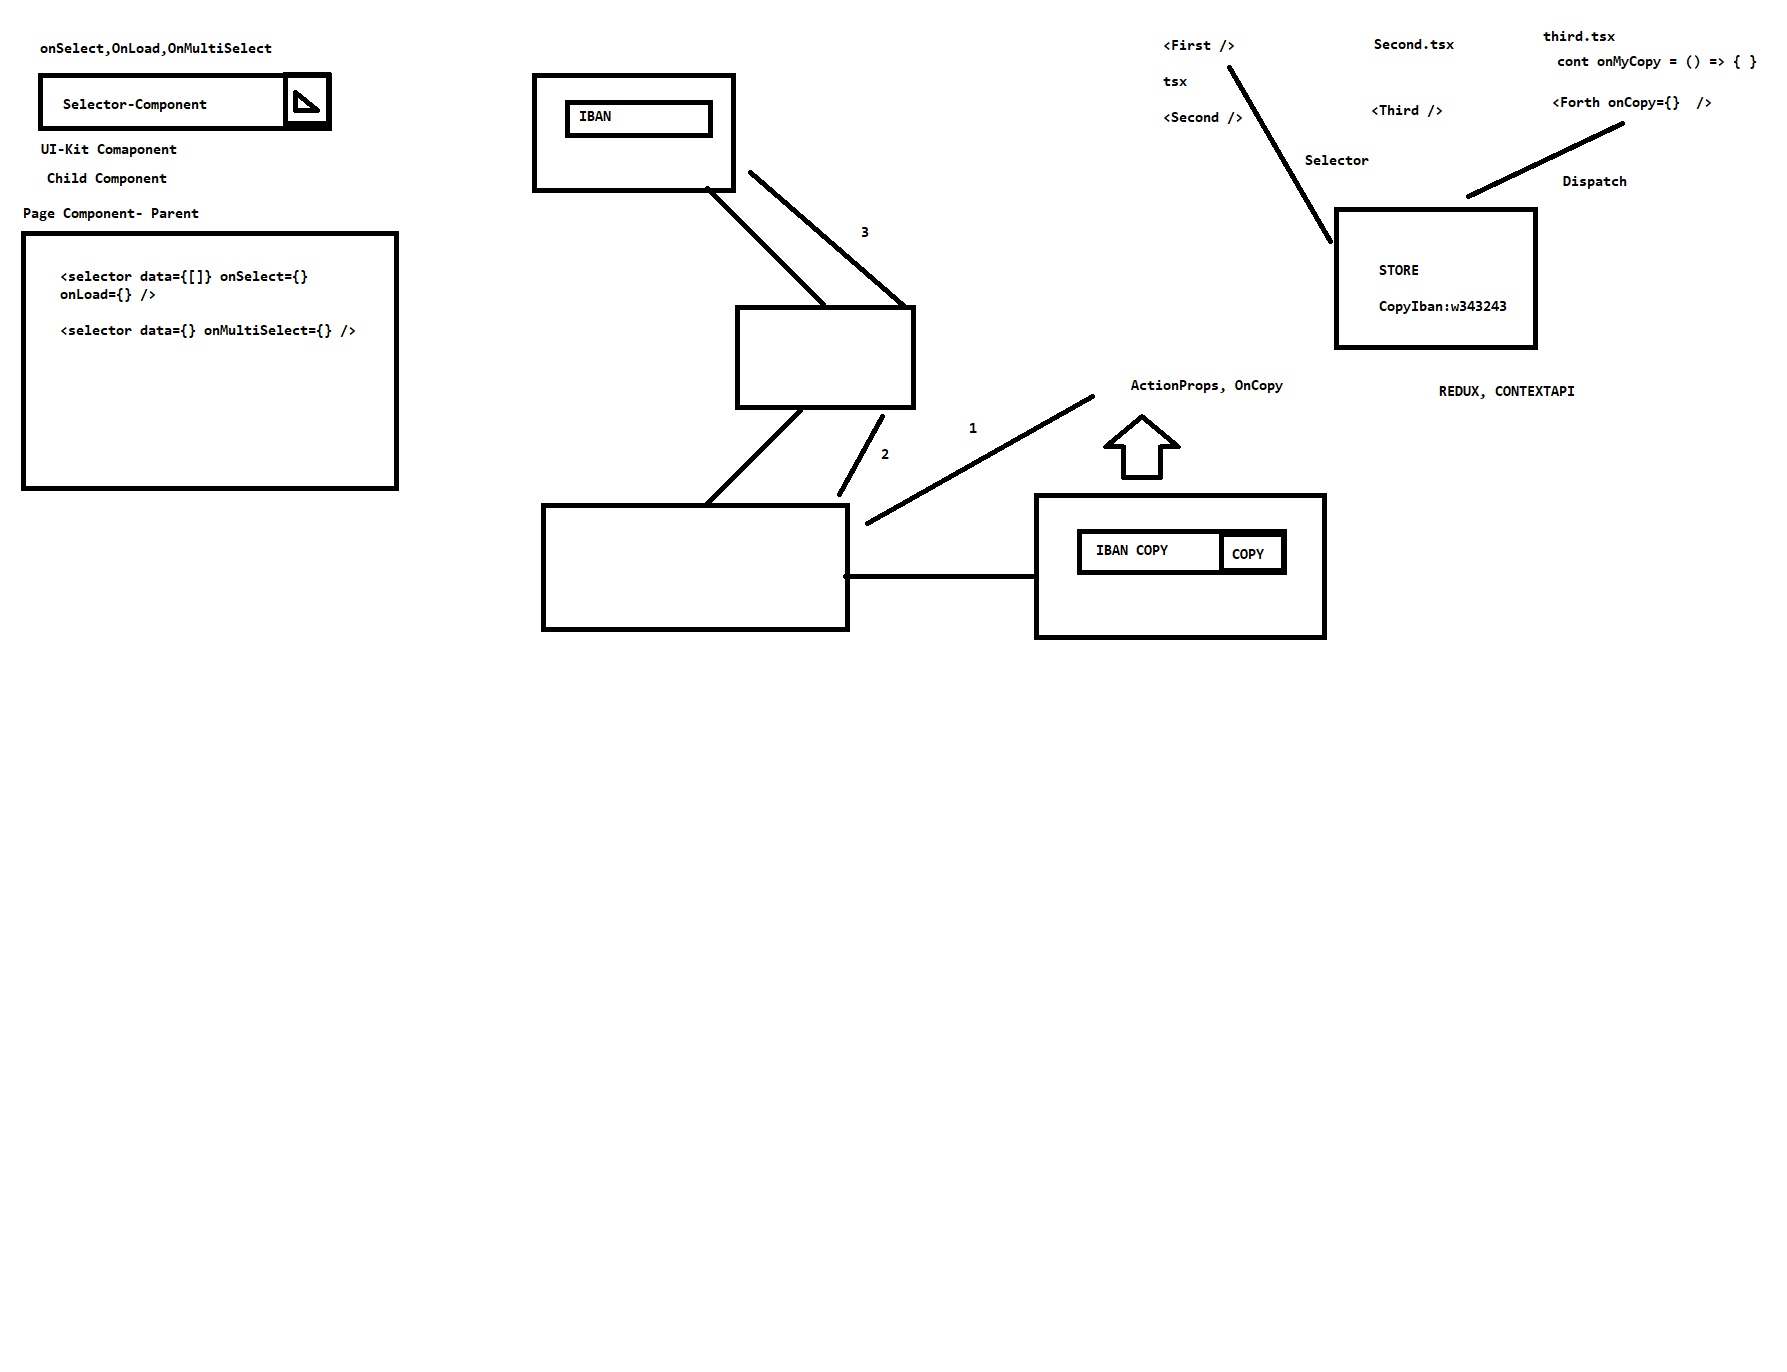 onSelect,OnLoad,OnMultiSelect
Selector-Component
UI-Kit Comaponent
Child Component
Page Component- Parent
<selector data={[]} onSelect={}
onLoad={} />
<selector data={} onMultiSelect={} />
IBAN
3
2
1
ActionProps, OnCopy
IBAN COPY
COPY
<First />
tsx
<Second />
Second.tsx
<Third />
third.tsx
cont onMyCopy = () => { }
<Forth onCopy={}  />
Selector
Dispatch
STORE
CopyIban:w343243
REDUX, CONTEXTAPI